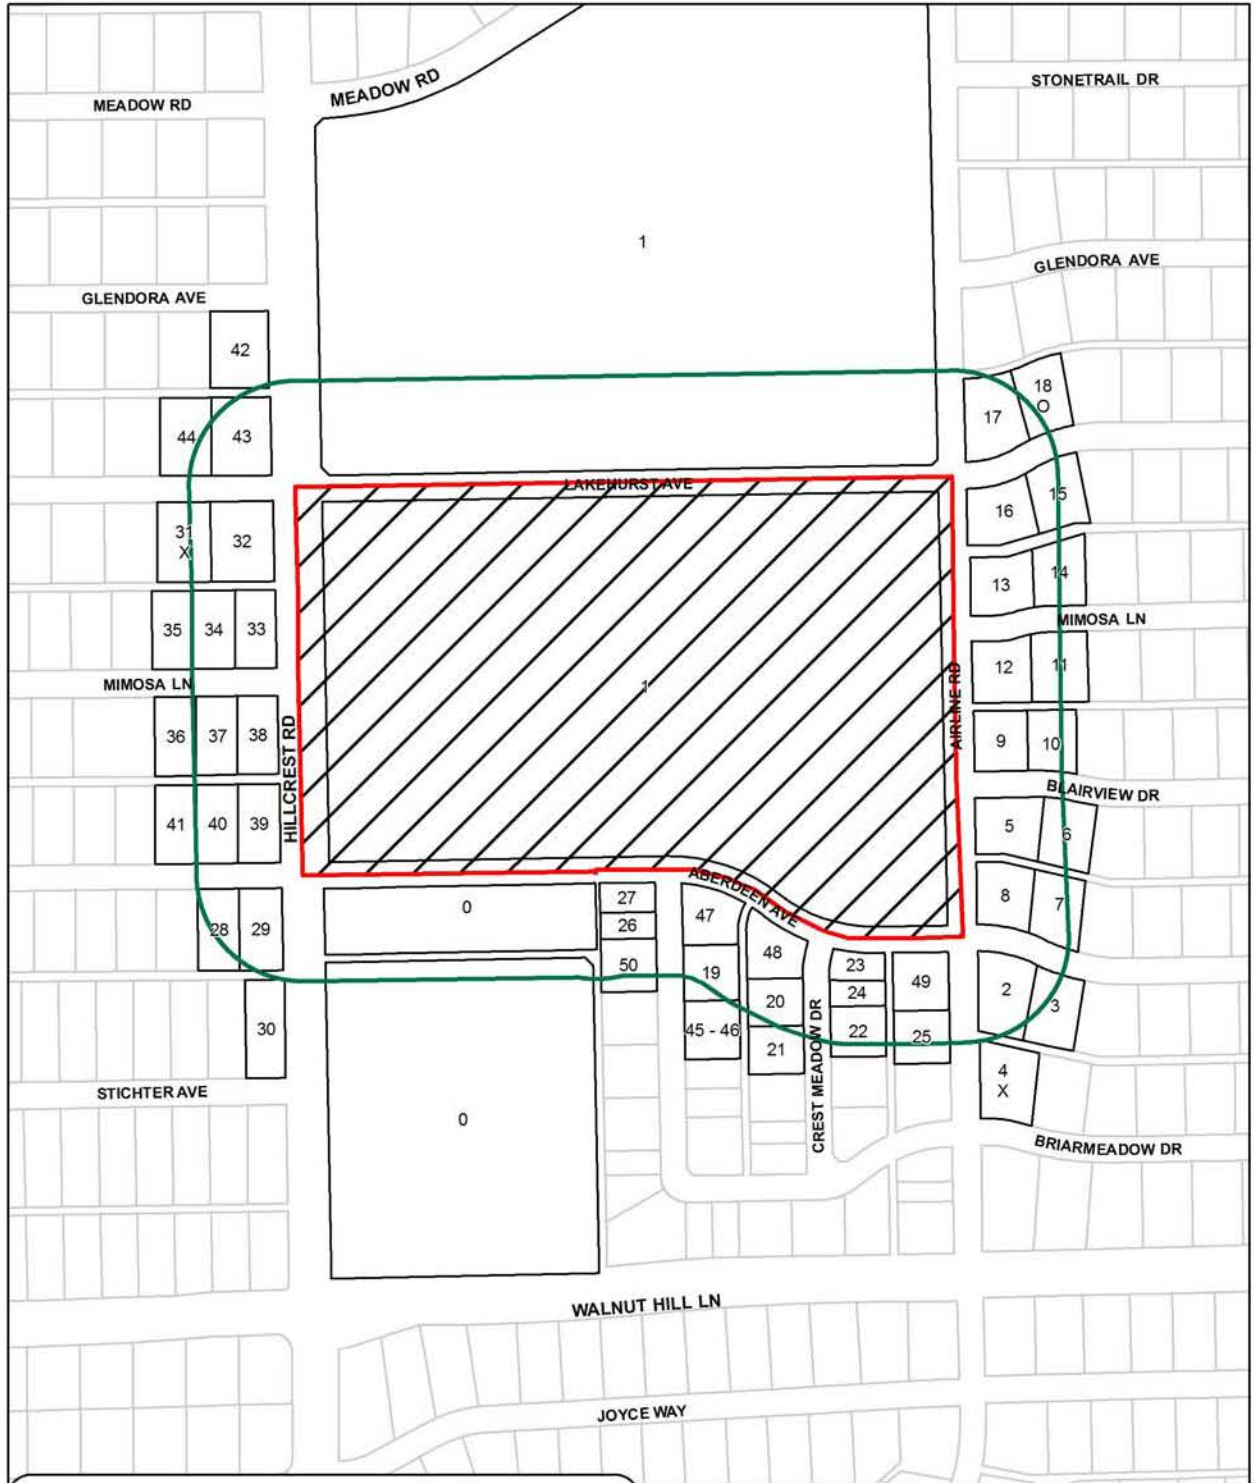 MEADOW RD
STONETRAIL DR
MEADOW RD
1
GLENDORA AVE
GLENDORA AVE
42
18
O
17
44 43
LAKEHURST AVE
15
16
31
X
32
14
13
MIMOSA LN
35 34 33
12 11
MIMOSA LN
1
AIRLINE RD
36 37 38
HILLCREST RD
9 10
BLAIRVIEW DR
41 40 39
5 6
ABERDEEN AVE
8 7
27
0
47
26
28 29
48
50
19
23
49
24
2
3
20
30
45 - 46
22
25
21
CREST MEADOW DR
4
X
STICHTER AVE
0
BRIARMEADOW DR
WALNUT HILL LN
JOYCE WAY